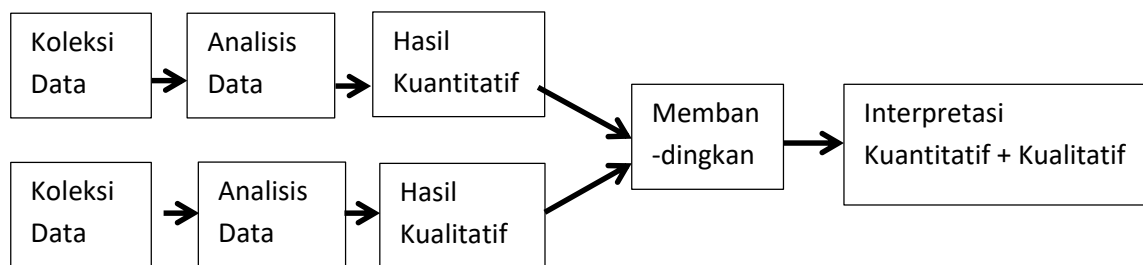 Koleksi
Data
Analisis
Data
Hasil
Kuantitatif
Memban
-dingkan
Interpretasi
Kuantitatif + Kualitatif
Koleksi
Data
Analisis
Data
Hasil
Kualitatif